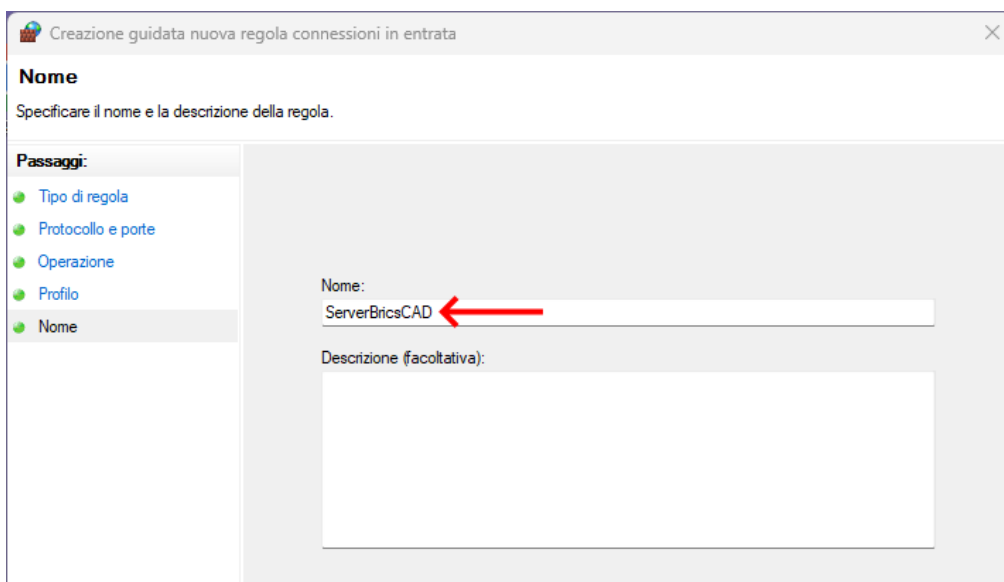 Creazione guidata nuova regola connessioni in entrata
Nome
Specificare il nome e la descrizione della regola.
Passaggi:
Tipo di regola
Protocollo e porte
Operazione
Profilo
Nome
Nome:
ServerBricsCAD
Descrizione (facoltativa):